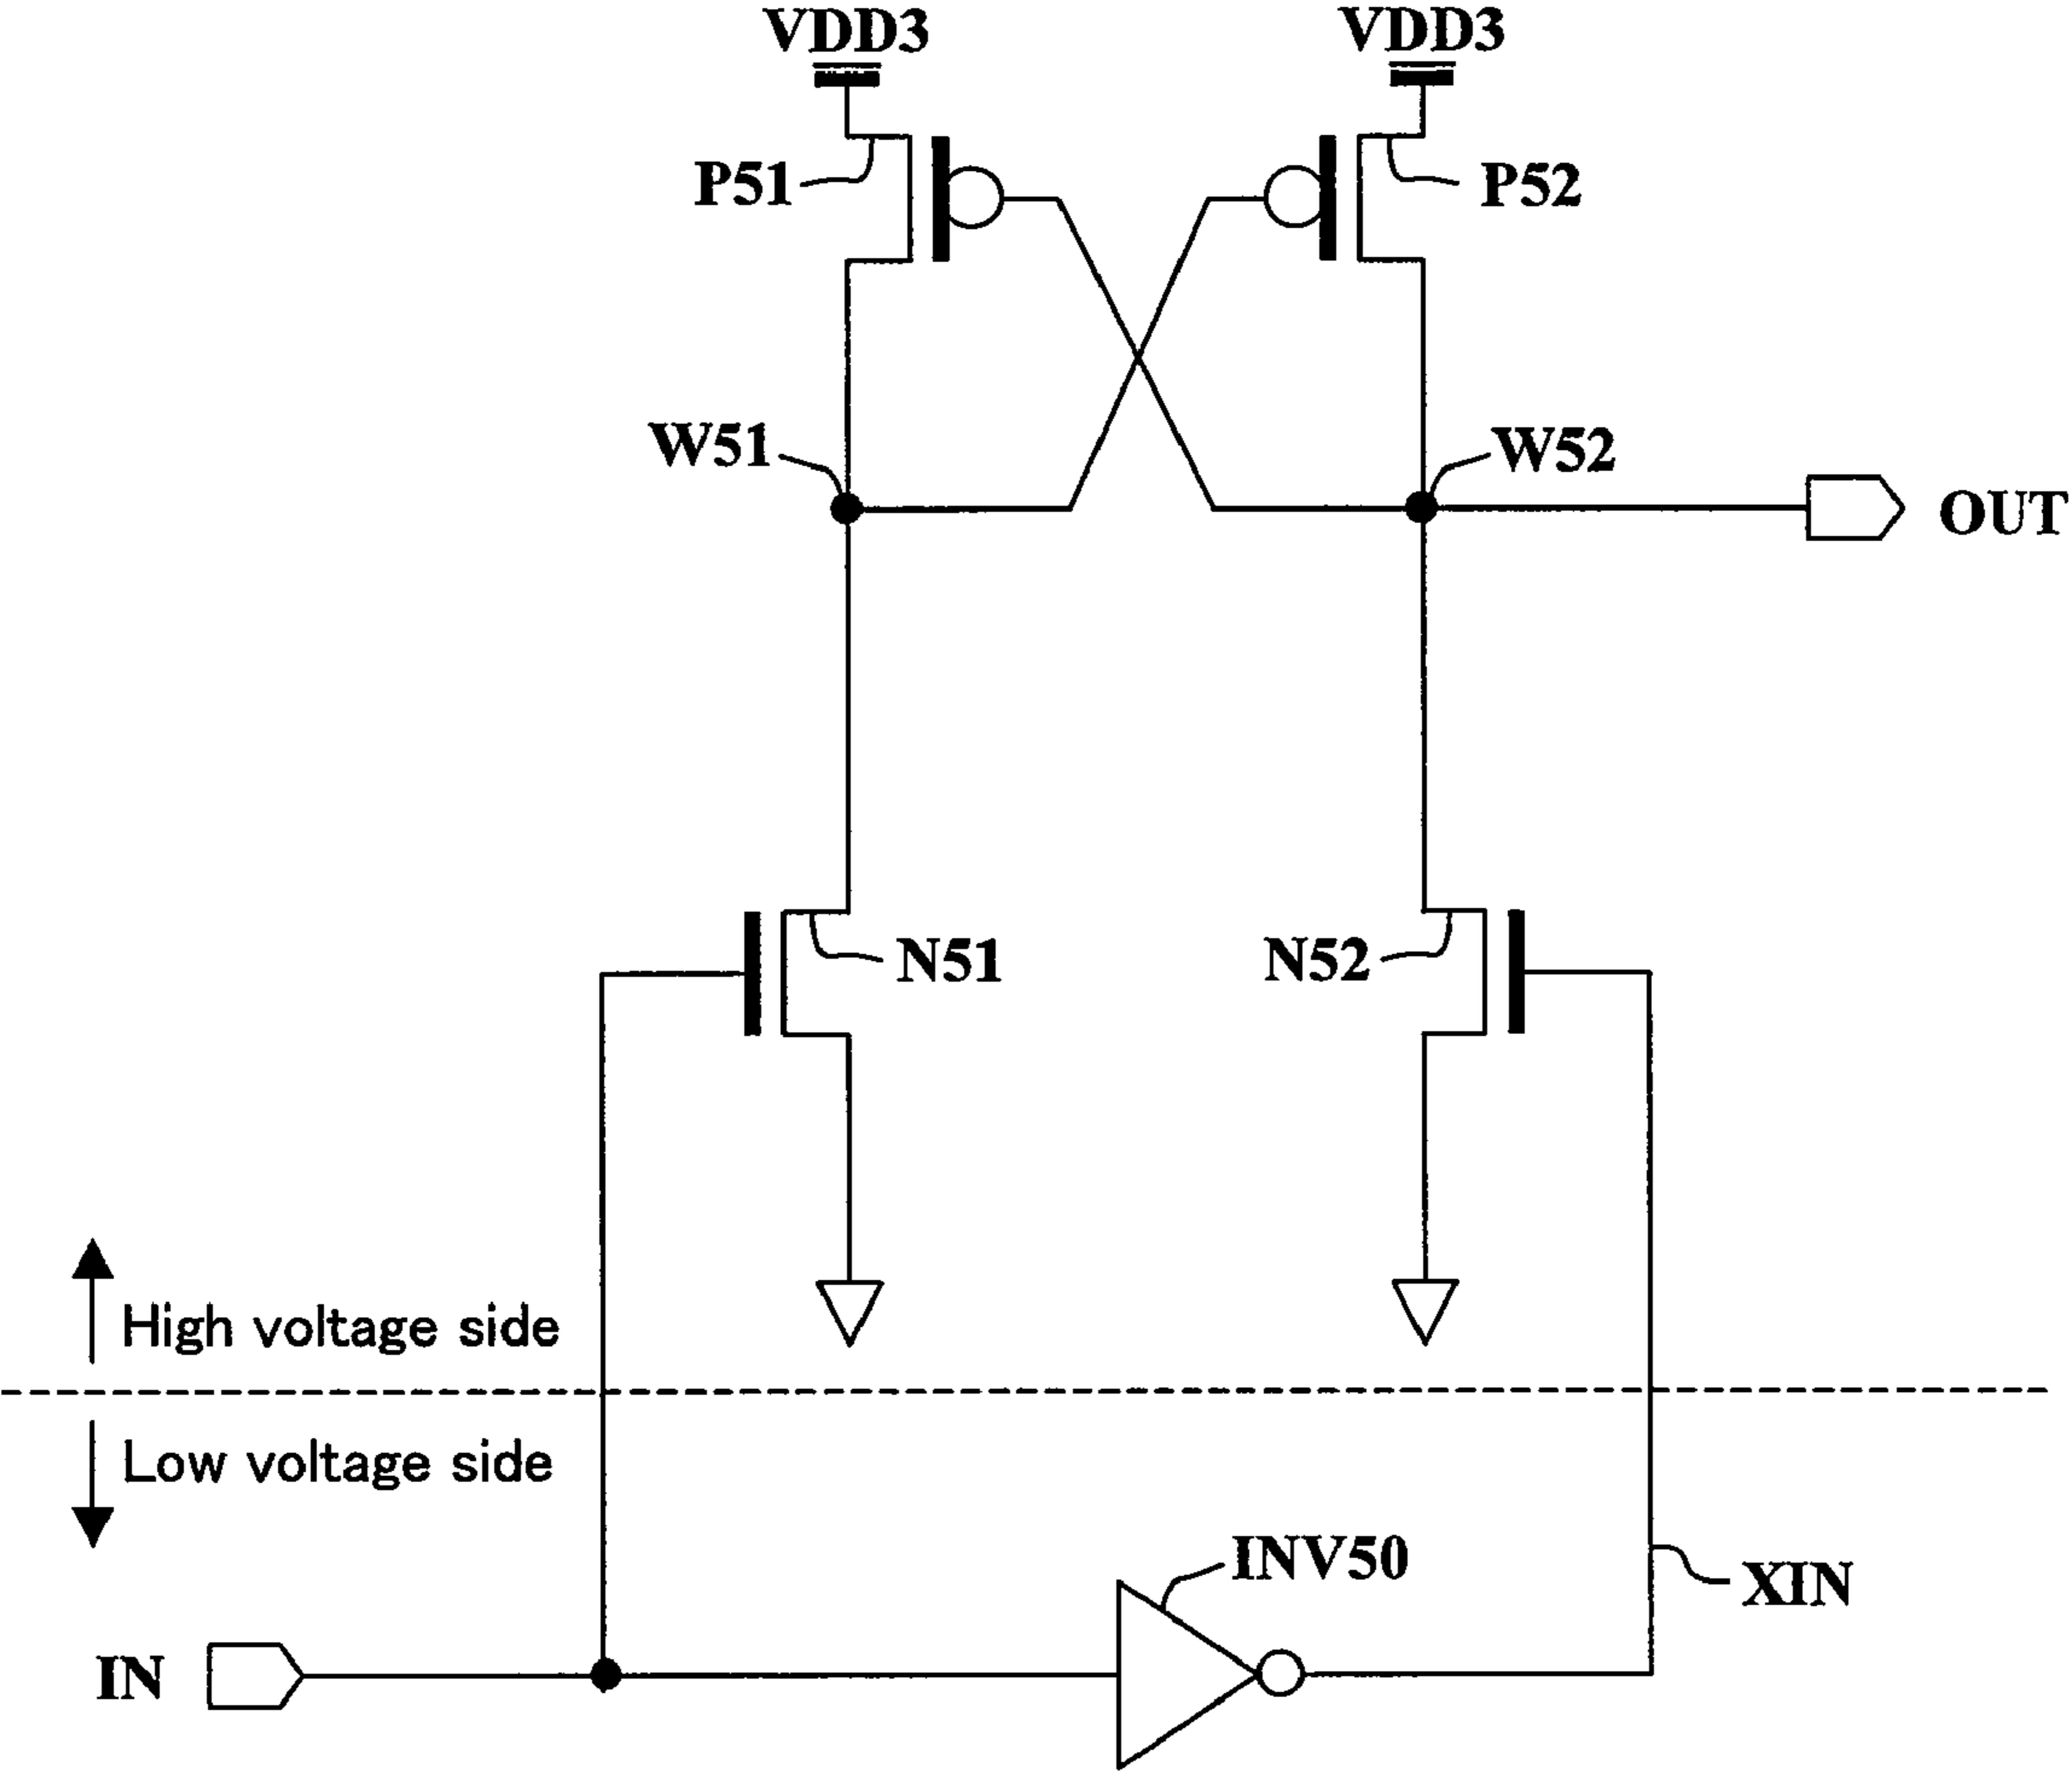 VDD3
VDD3
P51
P52
W51
W52
OUT
N51
N52
High voltage side
Low voltage side
INV50
XIN
IN